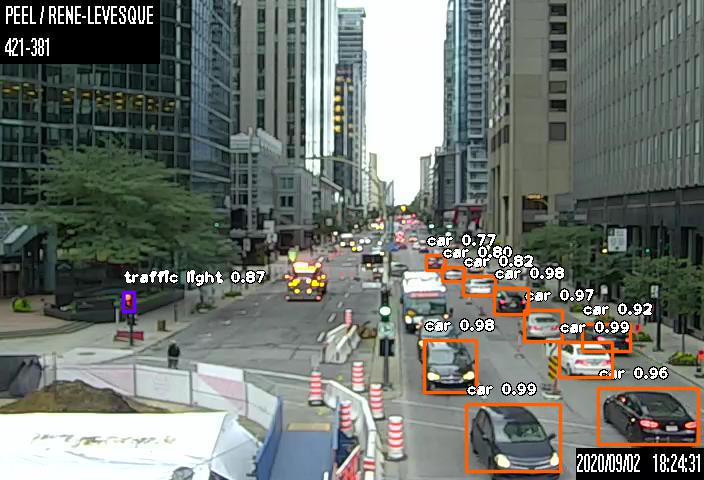 PEEL / RENE-LEVESQUE
421-381
car 0.77
car 0.80
car 0.82
car 0.98
traffic light 0.87
car 0.97
car 0.92
car 0.98
car 0.99
car 0.96
car 0.99
2020/09/02 18:24:31